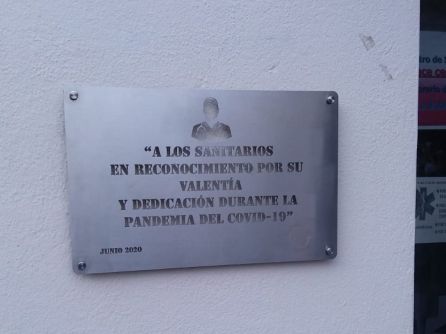 “A LOS SANITARIOS
EN RECONOCIMIENTO POR SU
VALENTÍA
Y DEDICACIÓN DURANTE LA
PANDEMIA DEL COVID-19”
JUNIO 2020